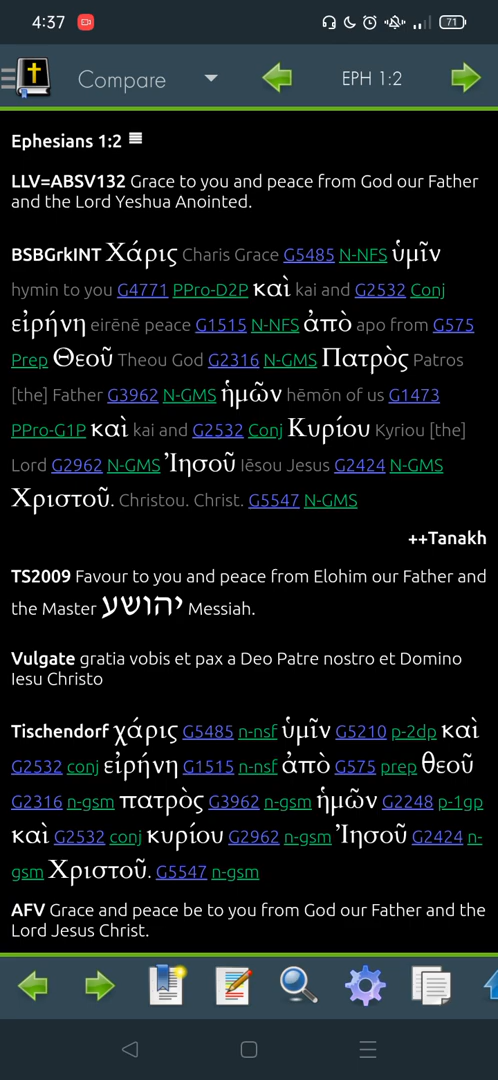 4:37
71
Compare
EPH 1:2
Ephesians 1:2
LLV=ABSV132 Grace to you and peace from God our Father
and the Lord Yeshua Anointed.
BSBGrkINT Χάρις Charis Grace G5485 N-NFS ὑμῖν
hymin to you G4771 PPro-D2P καὶ kai and G2532 Conj
εἰρήνη eirēnē peace G1515 N-NFS ἀπὸ apo from G575
Prep Θεοῦ Theou God G2316 N-GMS Πατρὸς Patros
[the] Father G3962 N-GMS ἡμῶν hēmōn of us G1473
PPro-G1P καὶ kai and G2532 Conj Κυρίου Kyriou [the]
Lord G2962 N-GMS Ἰησοῦ Iēsou Jesus G2424 N-GMS
Χριστοῦ. Christou. Christ. G5547 N-GMS
++Tanakh
TS2009 Favour to you and peace from Elohim our Father and
the Master יהושע Messiah.
Vulgate gratia vobis et pax a Deo Patre nostro et Domino
Iesu Christo
Tischendorf χάρις G5485 n-nsf ὑμῖν G5210 p-2dp καὶ
G2532 conj εἰρήνη G1515 n-nsf ἀπὸ G575 prep θεοῦ
G2316 n-gsm πατρὸς G3962 n-gsm ἡμῶν G2248 p-1gp
καὶ G2532 conj κυρίου G2962 n-gsm Ἰησοῦ G2424 n-
gsm Χριστοῦ. G5547 n-gsm
AFV Grace and peace be to you from God our Father and the
Lord Jesus Christ.